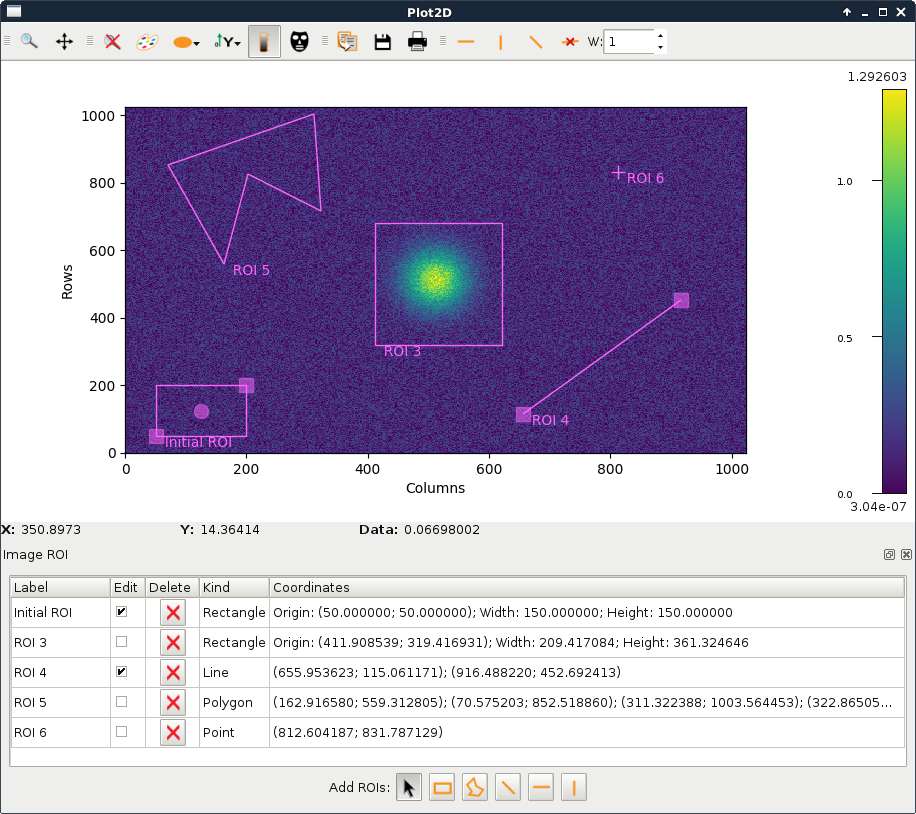 Plot2D
Y
W: 1
1.292603
1000
800
600
400
200
0
Rows
0 200 400 600 800 1000
Columns
ROI 6
ROI 5
ROI 3
ROI 4
Initial ROI
1.0
0.5
0.0
3.04e-07
X: 350.8973 Y: 14.36414 Data: 0.06698002
Image ROI
Label Edit Delete Kind Coordinates
Initial ROI Rectangle Origin: (50.000000; 50.000000); Width: 150.000000; Height: 150.000000
ROI 3 Rectangle Origin: (411.908539; 319.416931); Width: 209.417084; Height: 361.324646
ROI 4 Line (655.953623; 115.061171); (916.488220; 452.692413)
ROI 5 Polygon (162.916580; 559.312805); (70.575203; 852.518860); (311.322388; 1003.564453); (322.86505...
ROI 6 Point (812.604187; 831.787129)
Add ROIs: